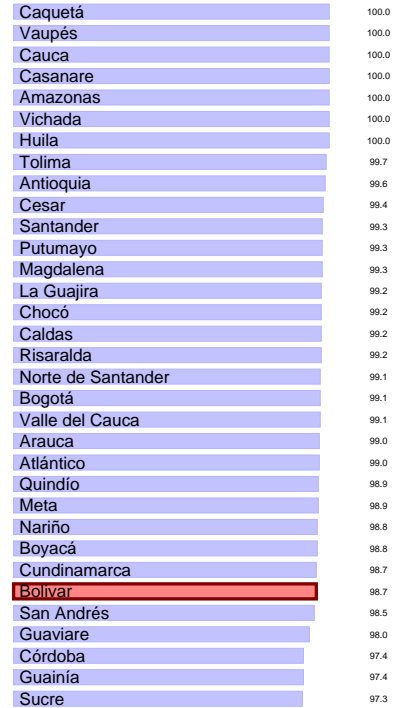 Caquetá 100.0
Vaupés 100.0
Cauca 100.0
Casanare 100.0
Amazonas 100.0
Vichada 100.0
Huila 100.0
Tolima 99.7
Antioquia 99.6
Cesar 99.4
Santander 99.3
Putumayo 99.3
Magdalena 99.3
La Guajira 99.2
Chocó 99.2
Caldas 99.2
Risaralda 99.2
Norte de Santander 99.1
Bogotá 99.1
Valle del Cauca 99.1
Arauca 99.0
Atlántico 99.0
Quindío 98.9
Meta 98.9
Nariño 98.8
Boyacá 98.8
Cundinamarca 98.7
Bolivar 98.7
San Andrés 98.5
Guaviare 98.0
Córdoba 97.4
Guainía 97.4
Sucre 97.3